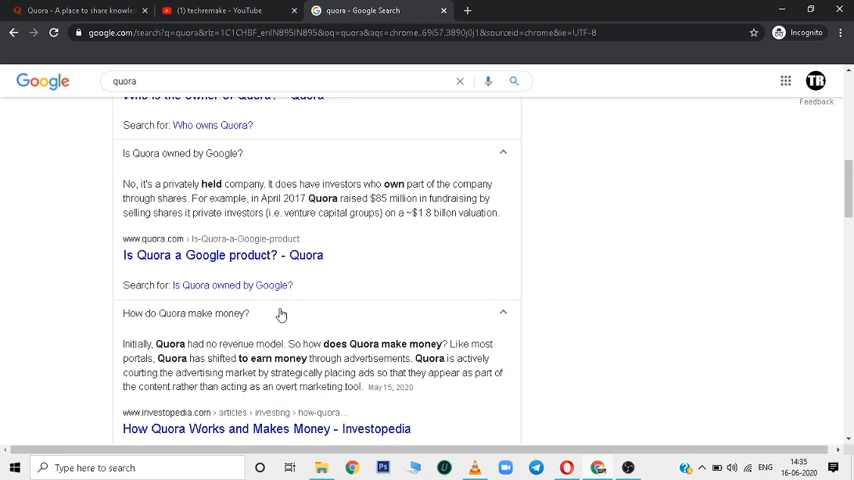 Quora - A place to share knowled
(1) techremake - YouTube
quora - Google Search
google.com/search?q=quora&rlz=1C1CHBF_enIN895IN895&oq=quora&aqs=chrome..69i57.3890j0j1&sourceid=chrome&ie=UTF-8
Incognito
Google
quora
TR
Feedback
Who is the owner of Quora? - Quora
Search for: Who owns Quora?
Is Quora owned by Google?
No, it's a privately held company. It does have investors who own part of the company
through shares. For example, in April 2017 Quora raised $85 million in fundraising by
selling shares it private investors (i.e. venture capital groups) on a ~$1.8 billon valuation.
www.quora.com › Is-Quora-a-Google-product
Is Quora a Google product? - Quora
Search for: Is Quora owned by Google?
How do Quora make money?
Initially, Quora had no revenue model. So how does Quora make money? Like most
portals, Quora has shifted to earn money through advertisements. Quora is actively
courting the advertising market by strategically placing ads so that they appear as part of
the content rather than acting as an overt marketing tool. May 15, 2020
www.investopedia.com › articles › investing › how-quora...
How Quora Works and Makes Money - Investopedia
Type here to search
Ps
U
ENG
14:35
16-06-2020